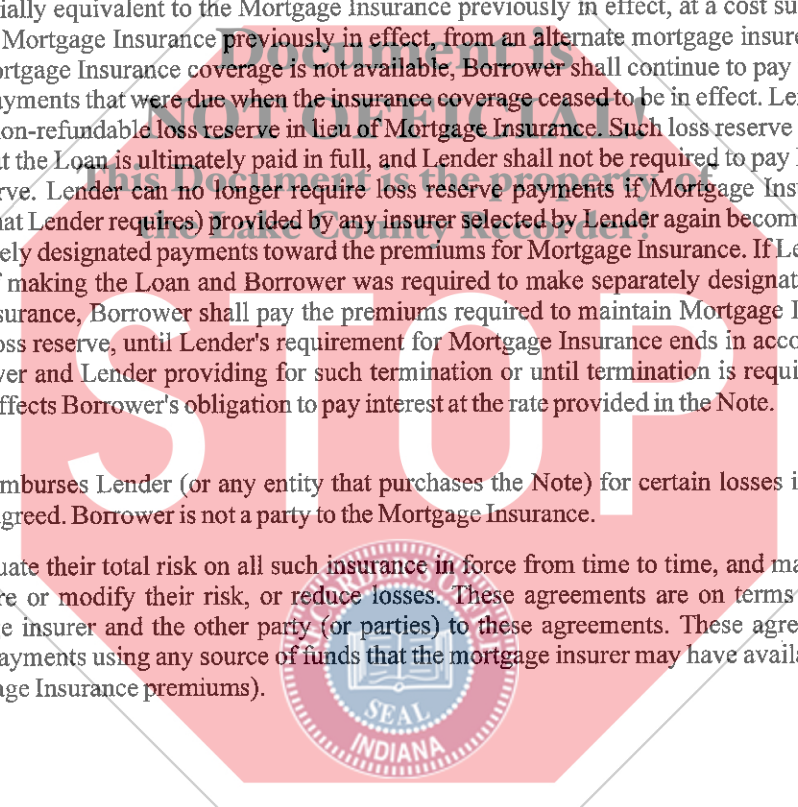 ially equivalent to the Mortgage Insurance previously in effect, at a cost su
Mortgage Insurance previously in effect, from an alternate mortgage insure
ortgage Insurance coverage is not available, Borrower shall continue to pay
ayments that were due when the insurance coverage ceased to be in effect. Le
on-refundable loss reserve in lieu of Mortgage Insurance. Such loss reserve
at the Loan is ultimately paid in full, and Lender shall not be required to pay
rve. Lender can no longer require loss reserve payments if Mortgage Ins
hat Lender requires) provided by any insurer selected by Lender again becom
ely designated payments toward the premiums for Mortgage Insurance. If Le
f making the Loan and Borrower was required to make separately designat
surance, Borrower shall pay the premiums required to maintain Mortgage I
oss reserve, until Lender's requirement for Mortgage Insurance ends in acco
ver and Lender providing for such termination or until termination is requi
ffects Borrower's obligation to pay interest at the rate provided in the Note.
mburses Lender (or any entity that purchases the Note) for certain losses i
greed. Borrower is not a party to the Mortgage Insurance.
uate their total risk on all such insurance in force from time to time, and ma
re or modify their risk, or reduce losses. These agreements are on terms
e insurer and the other party (or parties) to these agreements. These agre
ayments using any source of funds that the mortgage insurer may have availa
age Insurance premiums).
Document is
NOT OFFICIAL!
This Document is the property of
the Lake County Recorder!
STOP
RECORDER'S OFFICE
SEAL
INDIANA